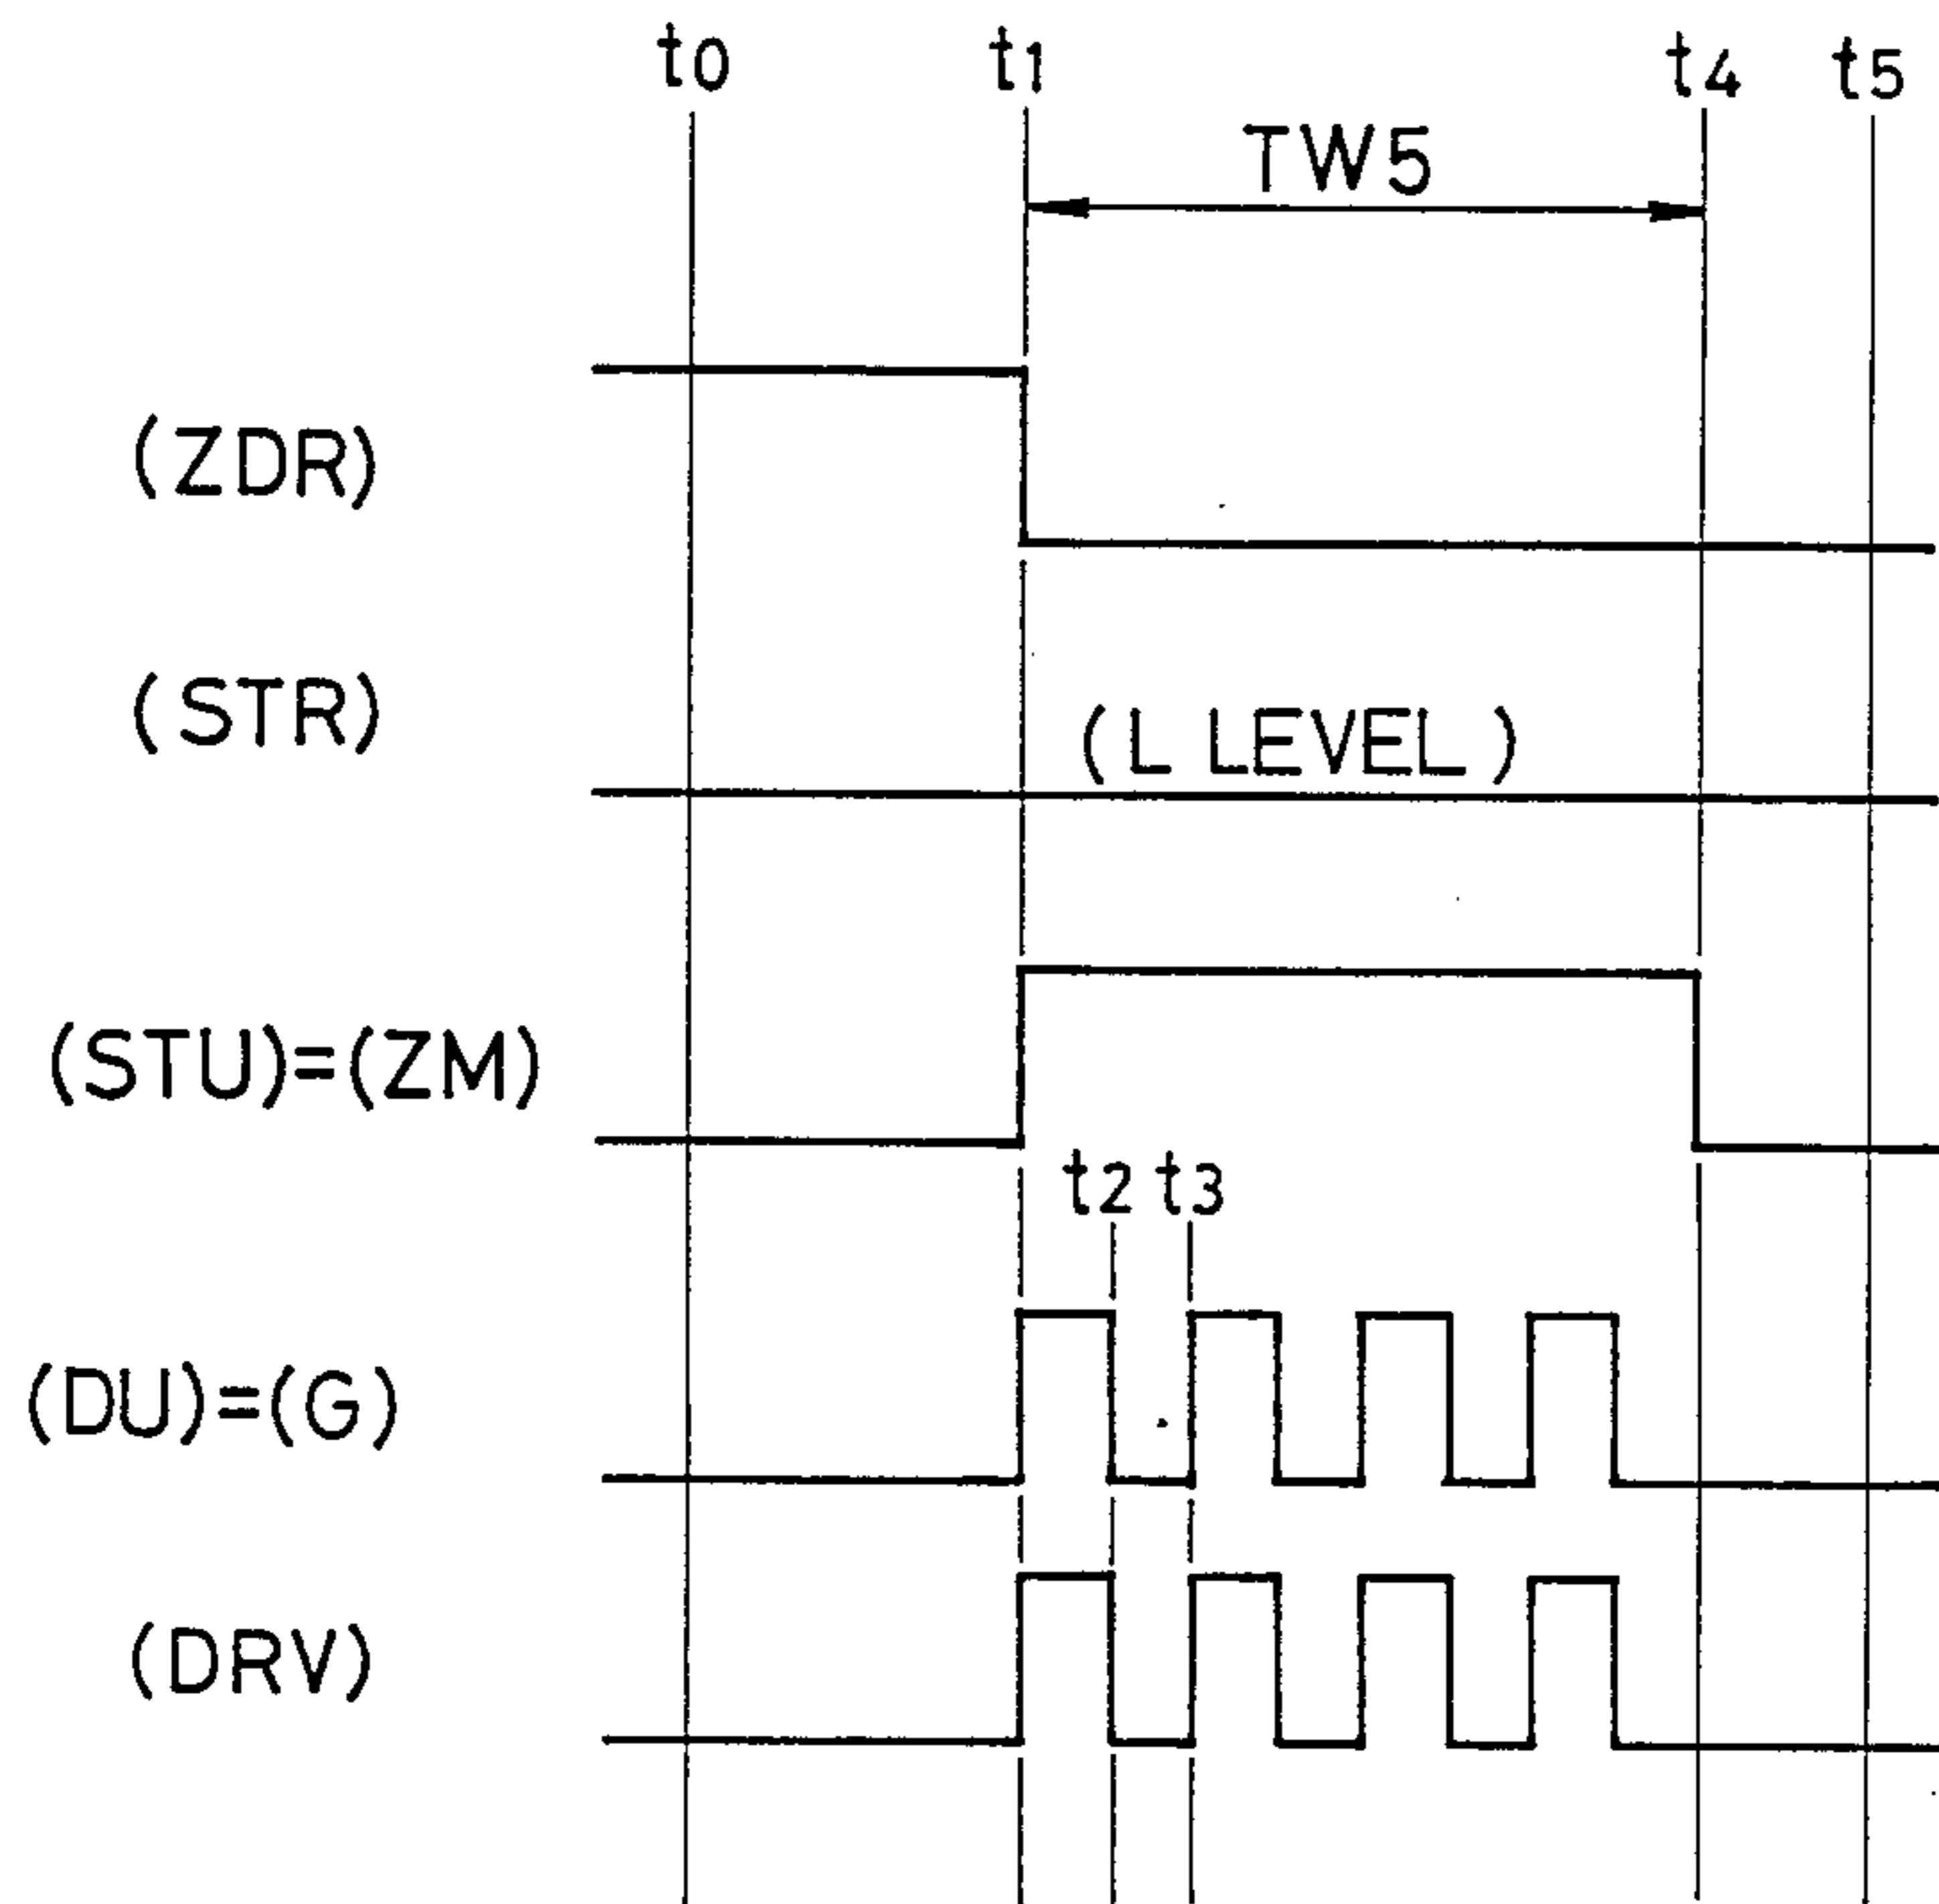 t0 t1 t4 t5
TW5
(ZDR)
(STR) (L LEVEL)
(STU)=(ZM)
t2 t3
(DU)=(G)
(DRV)